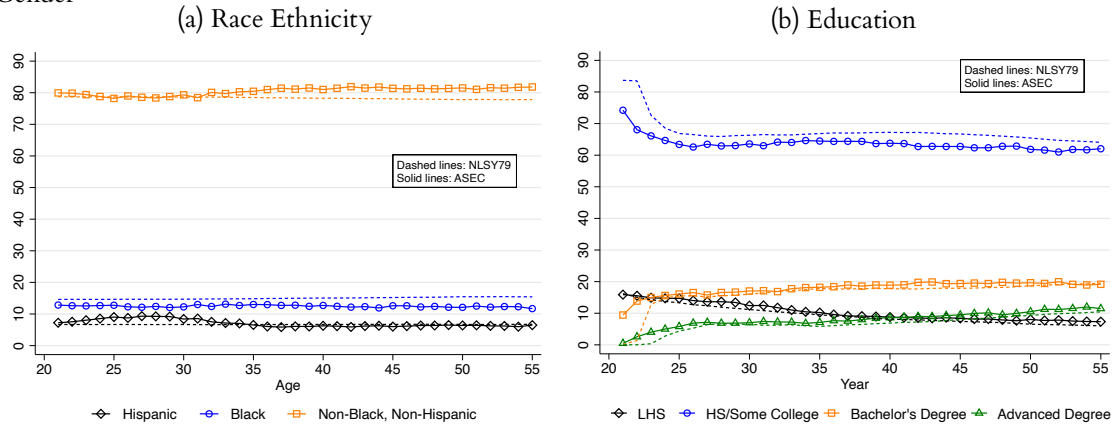 Gender
(a) Race Ethnicity
(b) Education
90
80
70
60
50
40
30
20
10
0
Dashed lines: NLSY79
Solid lines: ASEC
20 25 30 35 40 45 50 55
Age
Hispanic Black Non-Black, Non-Hispanic
90
80
70
60
50
40
30
20
10
0
Dashed lines: NLSY79
Solid lines: ASEC
20 25 30 35 40 45 50 55
Year
LHS HS/Some College Bachelor's Degree Advanced Degree